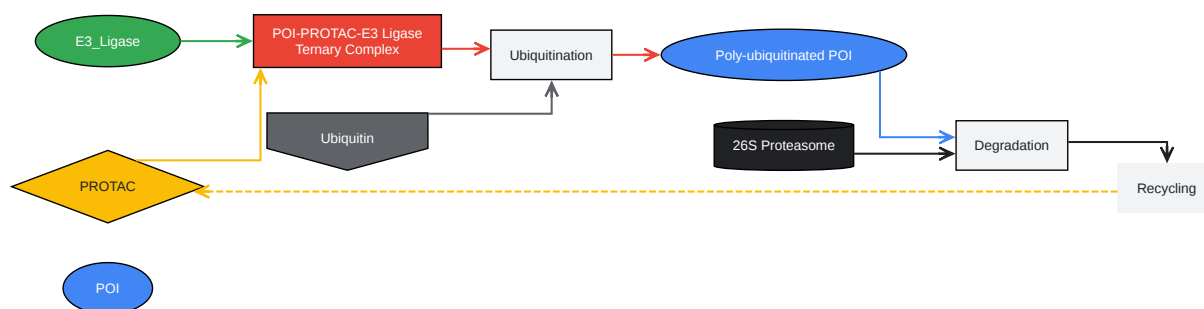 E3_Ligase
POI-PROTAC-E3 Ligase
Ternary Complex
Ubiquitination
Poly-ubiquitinated POI
Ubiquitin
26S Proteasome
Degradation
PROTAC
Recycling
POI